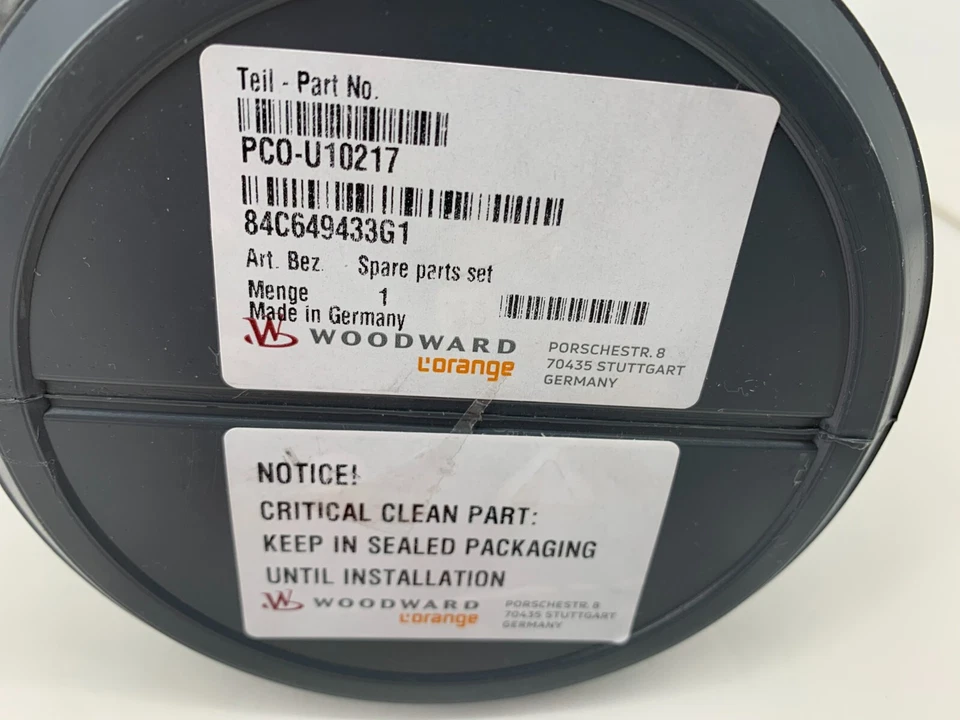 Teil - Part No.
PCO-U10217
84C649433G1
Art. Bez. Spare parts set
Menge 1
Made in Germany
W WOODWARD
L'orange
PORSCHESTR. 8
70435 STUTTGART
GERMANY
NOTICE!
CRITICAL CLEAN PART:
KEEP IN SEALED PACKAGING
UNTIL INSTALLATION
W WOODWARD
L'orange
PORSCHESTR. 8
70435 STUTTGART
GERMANY